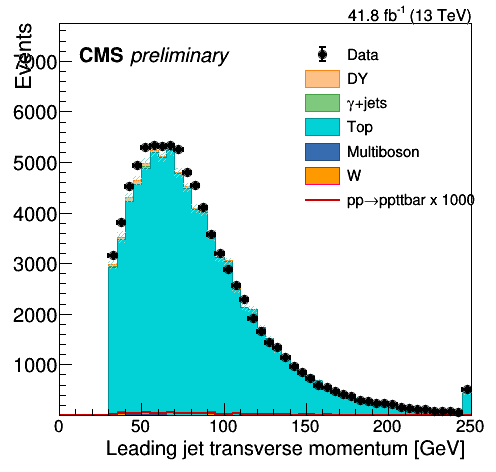 41.8 fb⁻¹ (13 TeV)
Events
CMS preliminary
Data
DY
γ+jets
Top
Multiboson
W
pp→ppttbar x 1000
7000
6000
5000
4000
3000
2000
1000
0 50 100 150 200 250
Leading jet transverse momentum [GeV]